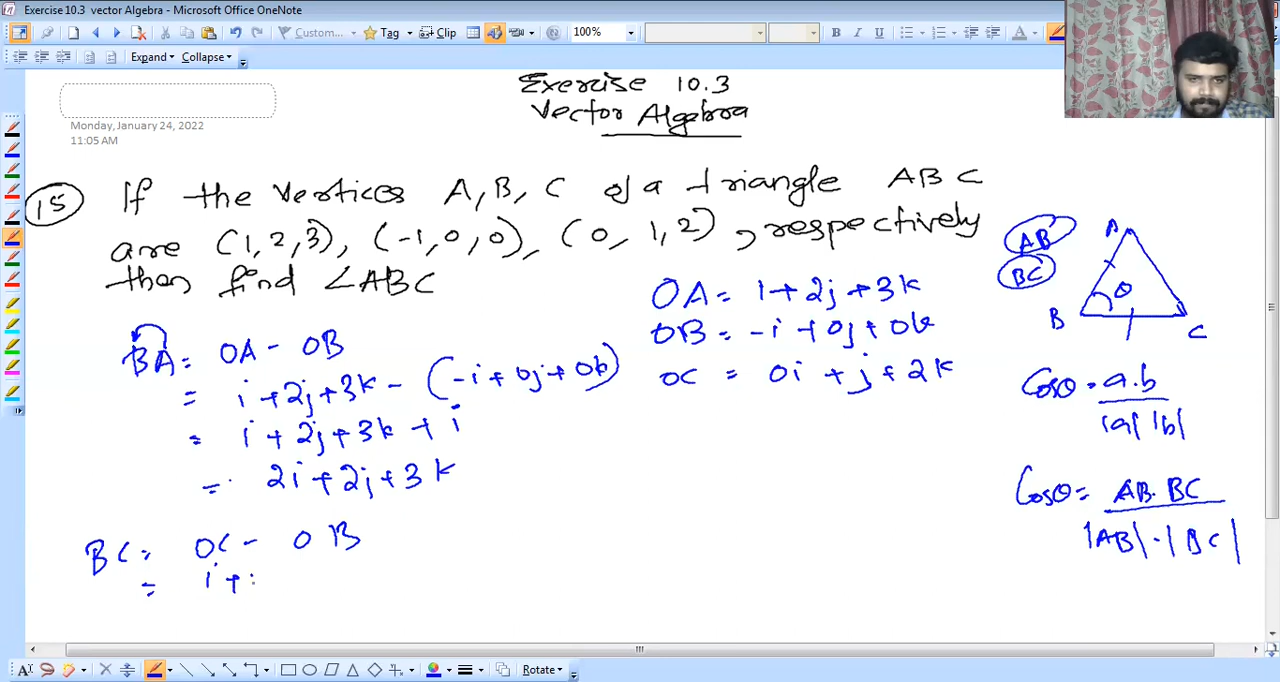 Exercise 10.3 vector Algebra - Microsoft Office OneNote
Custom... Tag Clip 100% B I U A
Expand Collapse
Exercise 10.3
Vector Algebra
Monday, January 24, 2022
11:05 AM
15 If the vertices A, B, C of a triangle ABC
are (1, 2, 3), (-1, 0, 0), (0, 1, 2), respectively
then find ∠ABC
OA = 1 + 2j + 3k
OB = -i + 0j + 0k
OC = 0i + j + 2k
BA = OA - OB
= i + 2j + 3k - (-i + 0j + 0k)
= i + 2j + 3k + i
= 2i + 2j + 3k
BC = OC - OB
= i +
AB
BC
A
B θ C
Cosθ = a.b
|a| |b|
Cosθ = AB. BC
|AB| . |BC|
Rotate